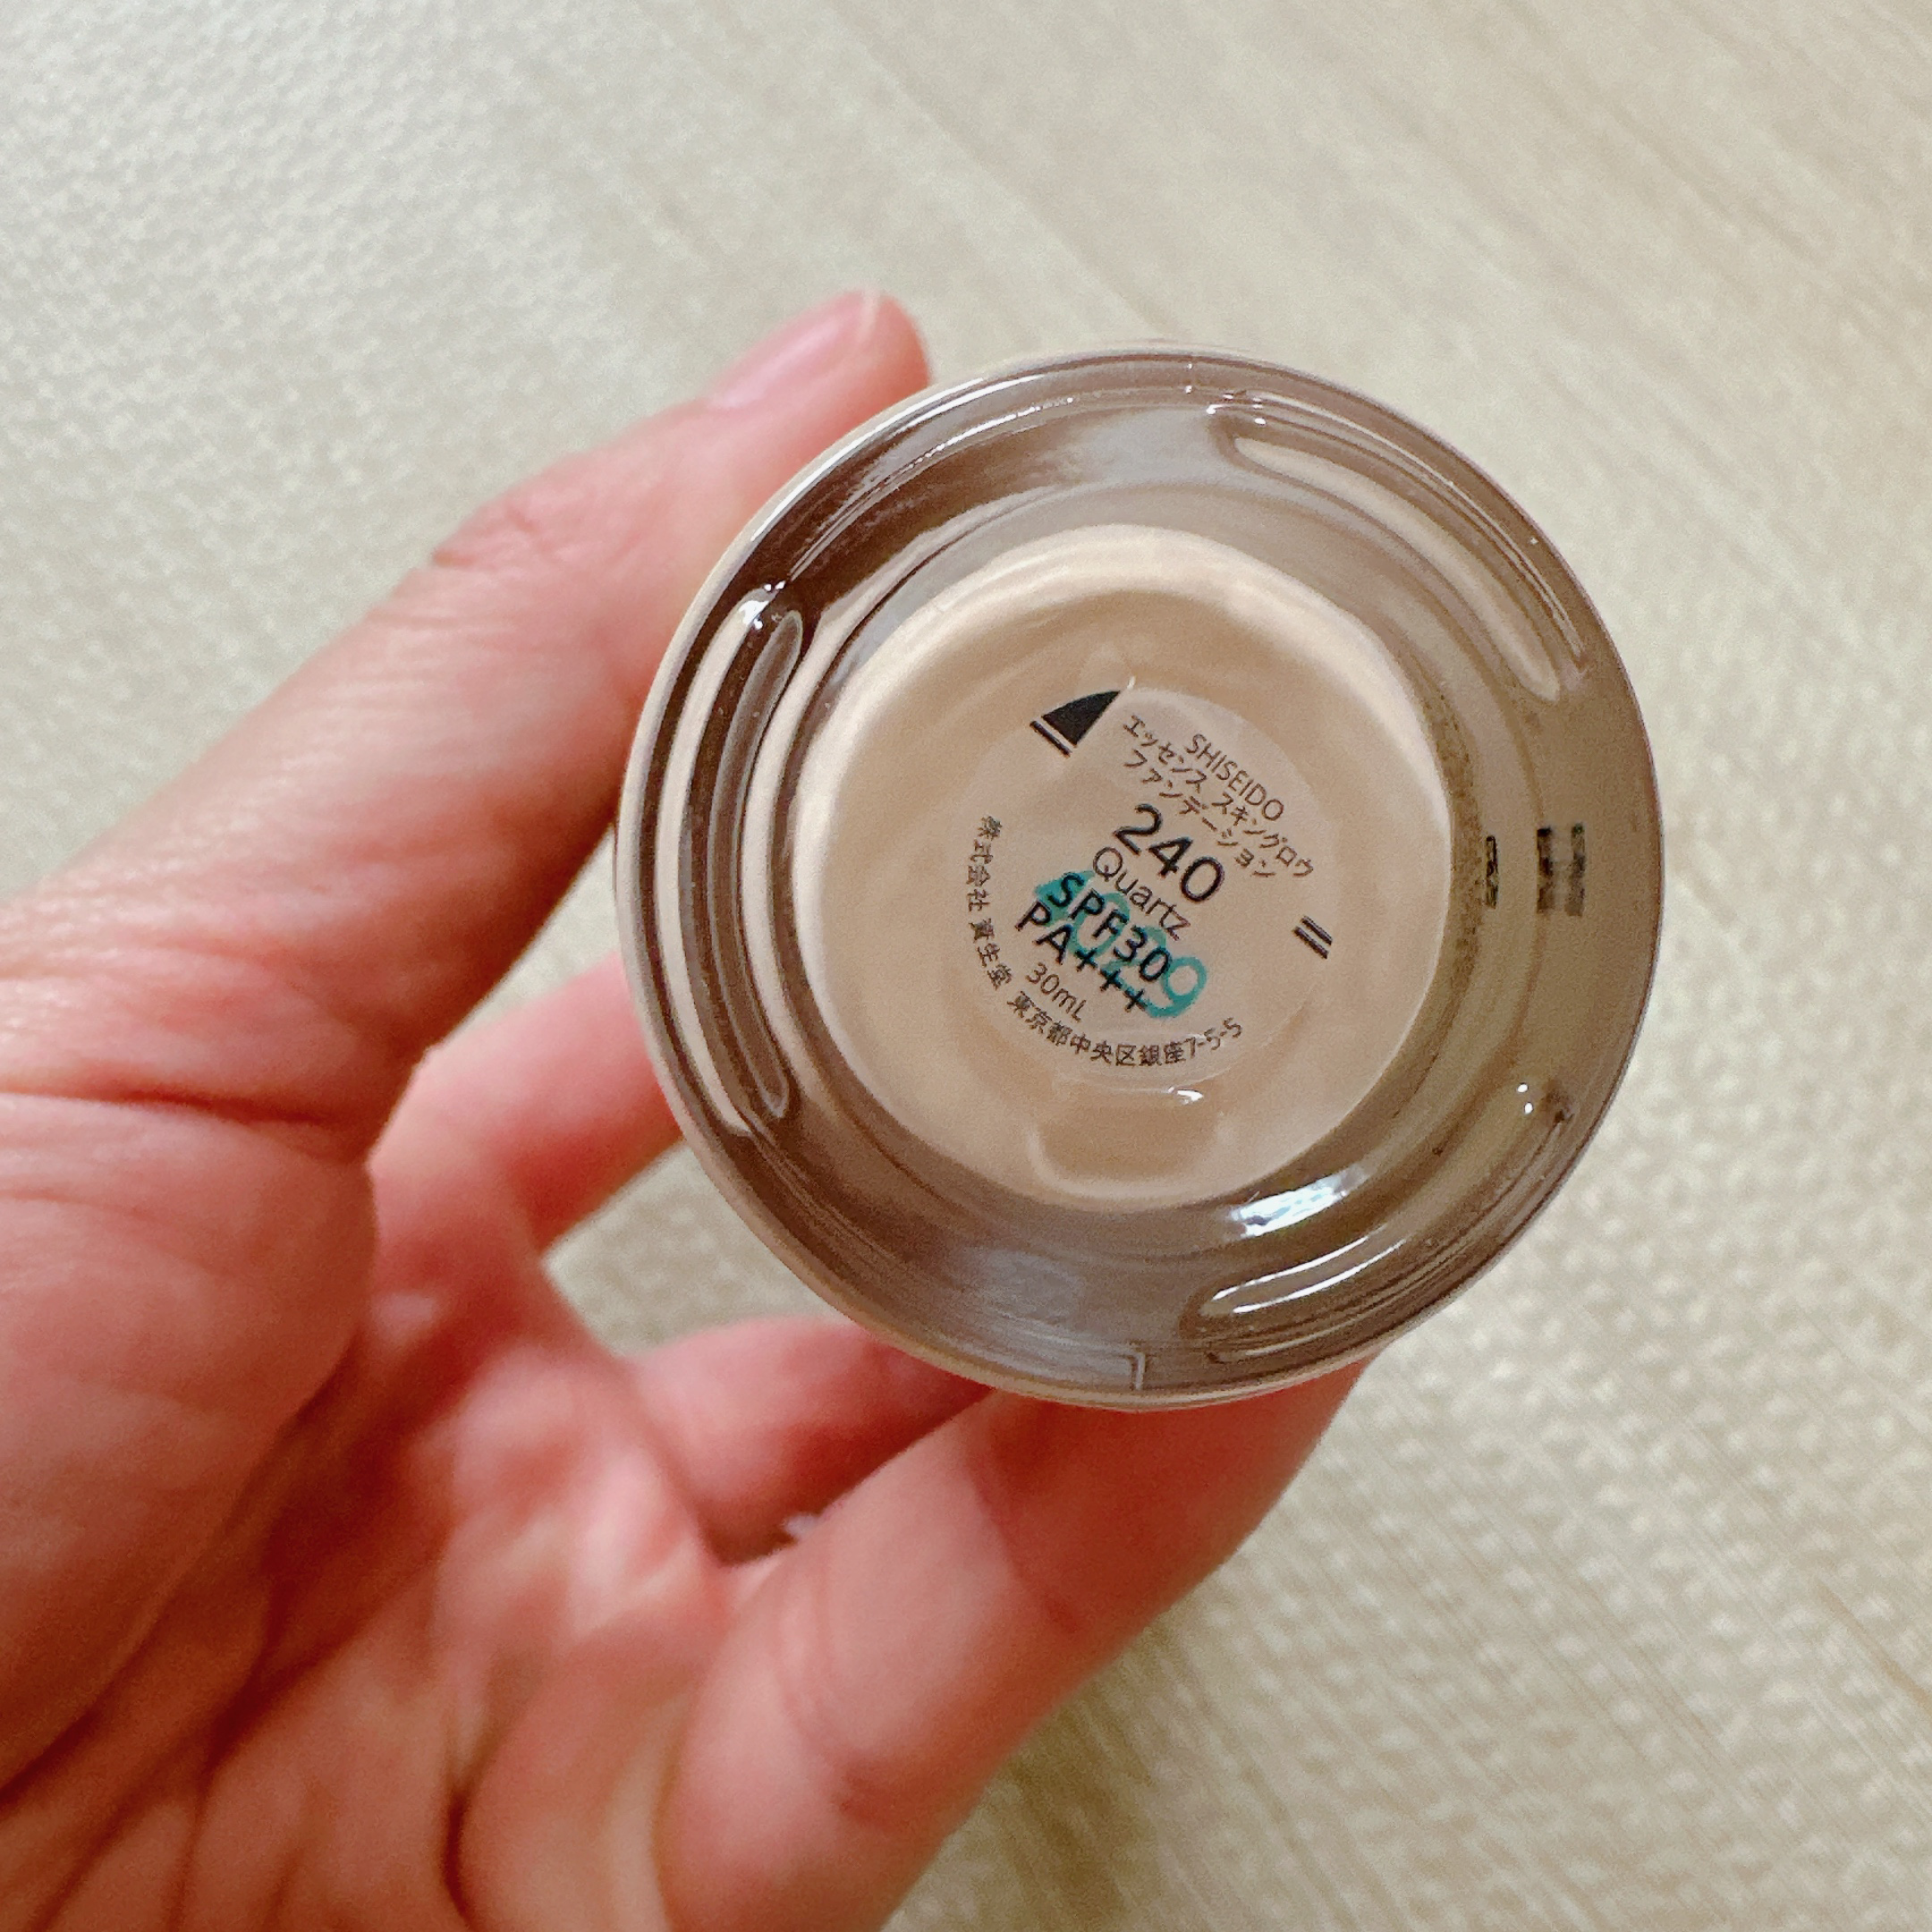 SHISEIDO
エッセンス スキングロウ
ファンデーション
240
Quartz
SPF30
PA+++
30mL
株式会社 資生堂 東京都中央区銀座7-5-5